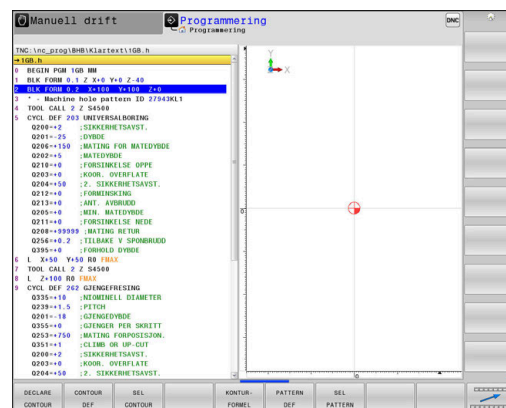 Manuell drift
Programmering
Programmering
DNC
TNC:\nc_prog\BHB\Klartext\1GB.h
→1GB.h
0 BEGIN PGM 1GB MM
1 BLK FORM 0.1 Z X+0 Y+0 Z-40
2 BLK FORM 0.2 X+100 Y+100 Z+0
3 * - Machine hole pattern ID 27943KL1
4 TOOL CALL 2 Z S4500
5 CYCL DEF 203 UNIVERSALBORING
Q200=+2 ;SIKKERHETSAVST.
Q201=-25 ;DYBDE
Q206=+150 ;MATING FOR MATEDYBDE
Q202=+5 ;MATEDYBDE
Q210=+0 ;FORSINKELSE OPPE
Q203=+0 ;KOOR. OVERFLATE
Q204=+50 ;2. SIKKERHETSAVST.
Q212=+0 ;FORMINSKING
Q213=+0 ;ANT. AVBRUDD
Q205=+0 ;MIN. MATEDYBDE
Q211=+0 ;FORSINKELSE NEDE
Q208=+99999 ;MATING RETUR
Q256=+0.2 ;TILBAKE V SPONBRUDD
Q395=+0 ;FORHOLD DYBDE
6 L X+50 Y+50 R0 FMAX
7 TOOL CALL 2 Z S4500
8 L Z+100 R0 FMAX
9 CYCL DEF 262 GJENGEFRESING
Q335=+10 ;NIOMINELL DIAMETER
Q239=+1.5 ;PITCH
Q201=-18 ;GJENGEDYBDE
Q355=+0 ;GJENGER PER SKRITT
Q253=+750 ;MATING FORPOSISJON.
Q351=+1 ;CLIMB OR UP-CUT
Q200=+2 ;SIKKERHETSAVST.
Q203=+0 ;KOOR. OVERFLATE
Q204=+50 ;2. SIKKERHETSAVST.
Y
X
0
0
DECLARE CONTOUR
CONTOUR DEF
SEL CONTOUR
KONTUR-FORMEL
PATTERN DEF
SEL PATTERN